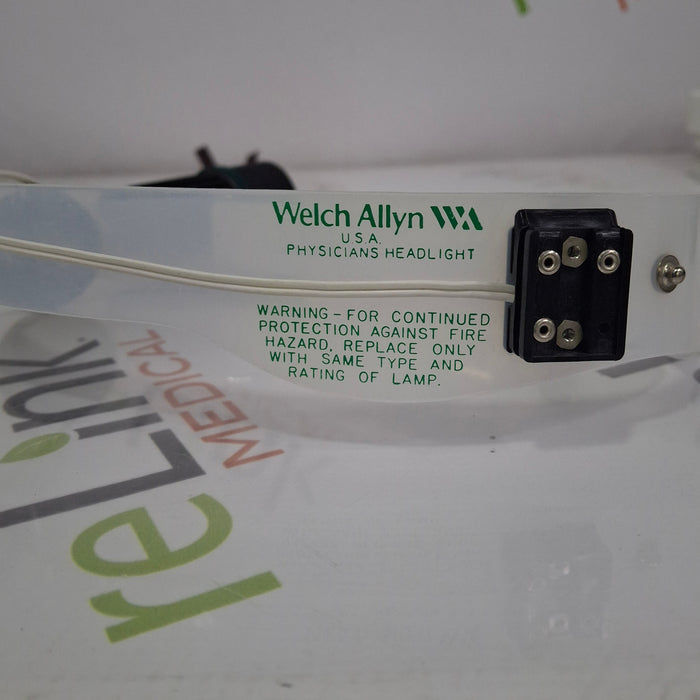 Welch Allyn WA
U.S.A.
PHYSICIANS HEADLIGHT
WARNING – FOR CONTINUED
PROTECTION AGAINST FIRE
HAZARD, REPLACE ONLY
WITH SAME TYPE AND
RATING OF LAMP.
reLink.
MEDICAL